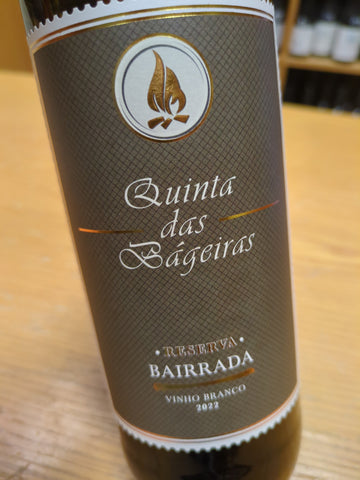 Quinta
das
Bágeiras
• RESERVA •
BAIRRADA
VINHO BRANCO
2022